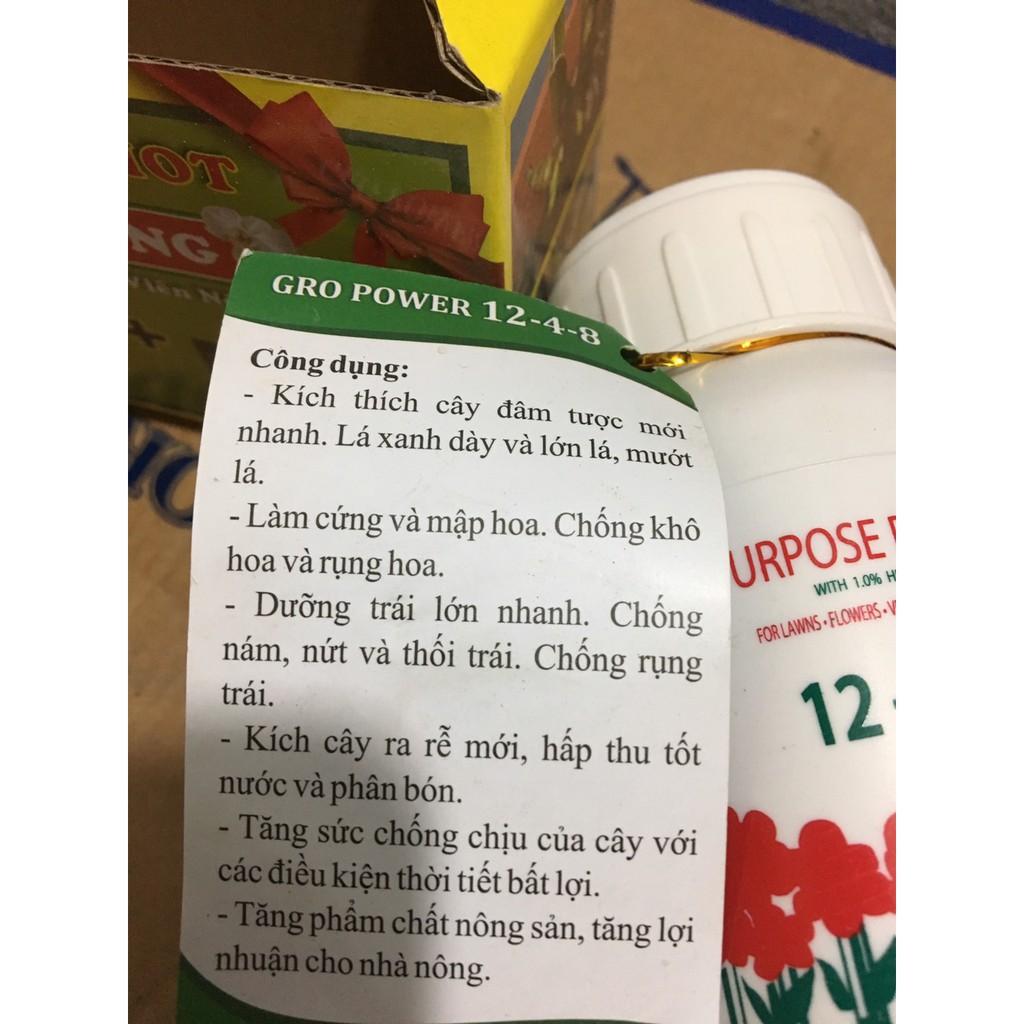 HOT
NG
Viên
GRO POWER 12-4-8
Công dụng:
- Kích thích cây đâm tược mới
nhanh. Lá xanh dày và lớn lá, mướt
lá.
- Làm cứng và mập hoa. Chống khô
hoa và rụng hoa.
- Dưỡng trái lớn nhanh. Chống
nám, nứt và thối trái. Chống rụng
trái.
- Kích cây ra rễ mới, hấp thu tốt
nước và phân bón.
- Tăng sức chống chịu của cây với
các điều kiện thời tiết bất lợi.
- Tăng phẩm chất nông sản, tăng lợi
nhuận cho nhà nông.
URPOSE
WITH 1.0% H
FOR LAWNS • FLOWERS • V
12 -